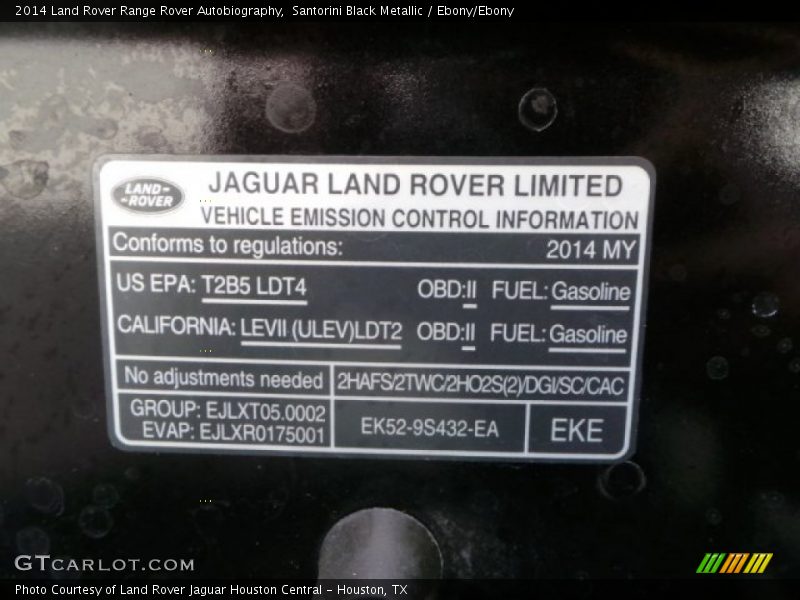 2014 Land Rover Range Rover Autobiography,  Santorini Black Metallic / Ebony/Ebony
LAND-
-ROVER
JAGUAR LAND ROVER LIMITED
VEHICLE EMISSION CONTROL INFORMATION
Conforms to regulations: 2014 MY
US EPA: T2B5 LDT4 OBD:II FUEL: Gasoline
CALIFORNIA: LEVII (ULEV)LDT2 OBD:II FUEL: Gasoline
No adjustments needed 2HAFS/2TWC/2HO2S(2)/DGI/SC/CAC
GROUP: EJLXT05.0002
EVAP: EJLXR0175001
EK52-9S432-EA EKE
GTCARLOT.COM
Photo Courtesy of Land Rover Jaguar Houston Central - Houston, TX